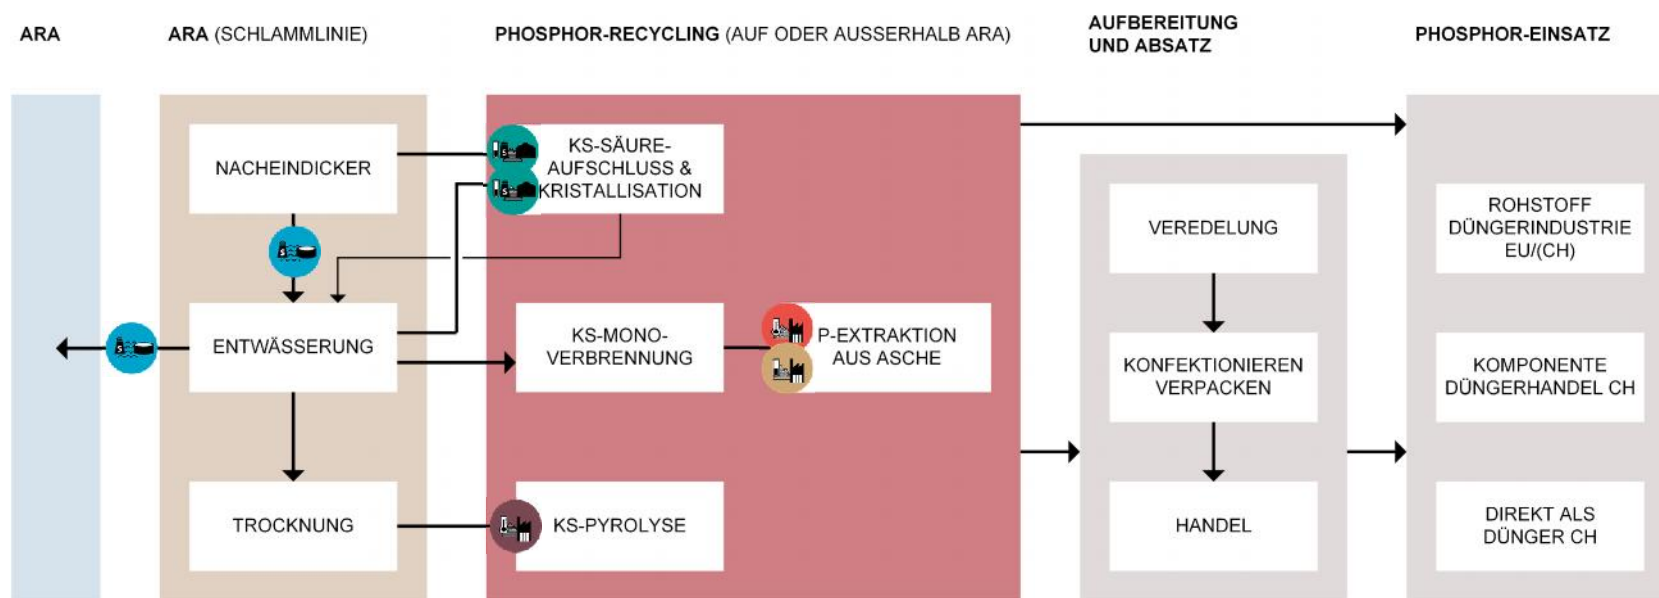 ARA
ARA (SCHLAMMLINIE)
PHOSPHOR-RECYCLING (AUF ODER AUSSERHALB ARA)
AUFBEREITUNG
UND ABSATZ
PHOSPHOR-EINSATZ
NACHEINDICKER
KS-SÄURE-
AUFSCHLUSS &
KRISTALLISATION
VEREDELUNG
ROHSTOFF
DÜNGERINDUSTRIE
EU/(CH)
ENTWÄSSERUNG
KS-MONO-
VERBRENNUNG
P-EXTRAKTION
AUS ASCHE
KONFEKTIONIEREN
VERPACKEN
KOMPONENTE
DÜNGERHANDEL CH
TROCKNUNG
KS-PYROLYSE
HANDEL
DIREKT ALS
DÜNGER CH